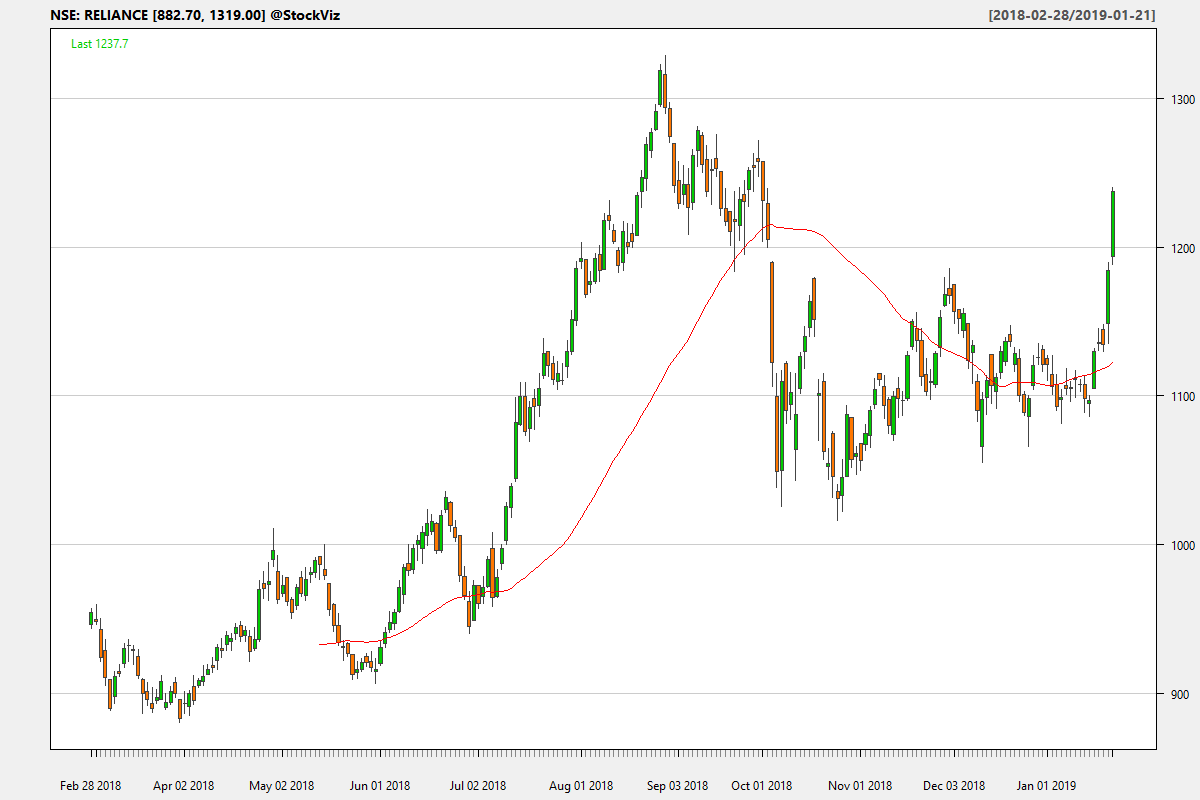 NSE: RELIANCE [882.70, 1319.00] @StockViz [2018-02-28/2019-01-21]
Last 1237.7
1300
1200
1100
1000
900
Feb 28 2018 Apr 02 2018 May 02 2018 Jun 01 2018 Jul 02 2018 Aug 01 2018 Sep 03 2018 Oct 01 2018 Nov 01 2018 Dec 03 2018 Jan 01 2019